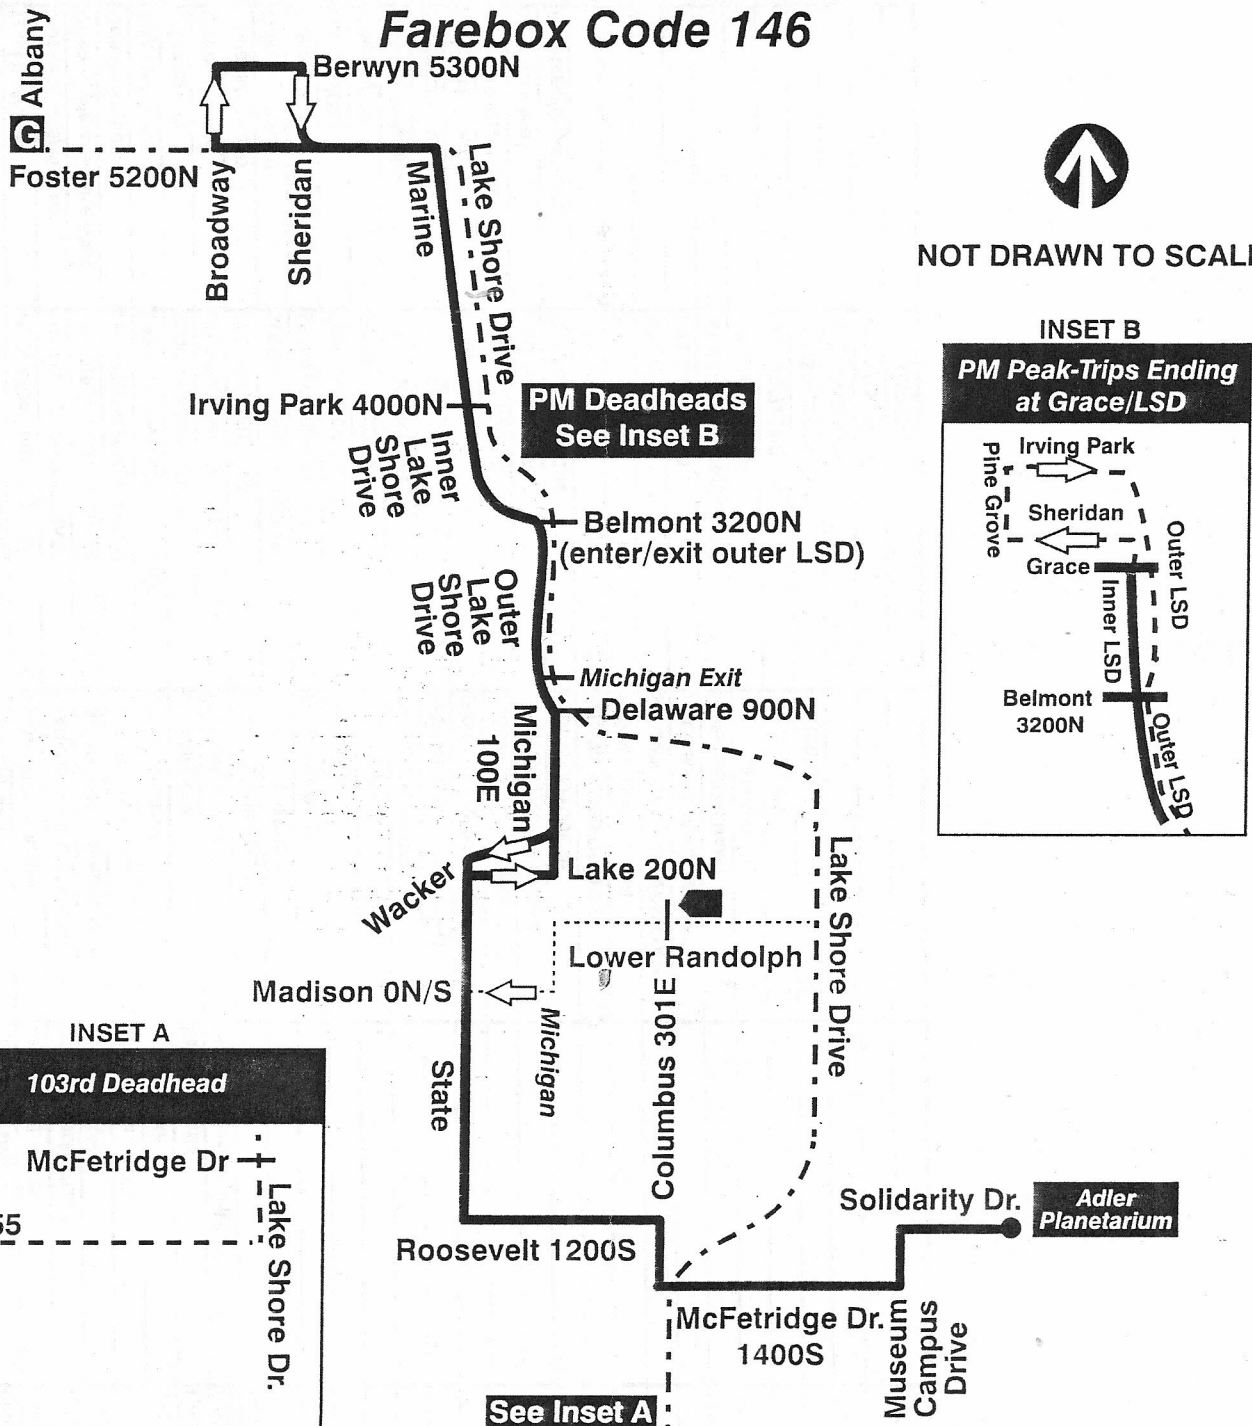 Farebox Code 146
Albany
Berwyn 5300N
G
Foster 5200N
Broadway
Sheridan
Marine
Lake Shore Drive
NOT DRAWN TO SCAL
INSET B
PM Peak-Trips Ending
at Grace/LSD
Irving Park
Pine Grove
Sheridan
Grace
Outer LSD
Inner LSD
Belmont
3200N
Outer LSD
Irving Park 4000N
PM Deadheads
See Inset B
Inner
Lake
Shore
Drive
Belmont 3200N
(enter/exit outer LSD)
Outer
Lake
Shore
Drive
Michigan Exit
Delaware 900N
Michigan
100E
Wacker
Lake 200N
Lower Randolph
Lake Shore Drive
Madison 0N/S
Michigan
Columbus 301E
State
INSET A
103rd Deadhead
McFetridge Dr
55
Lake Shore Dr.
Solidarity Dr.
Adler
Planetarium
Roosevelt 1200S
McFetridge Dr.
1400S
Museum
Campus
Drive
See Inset A